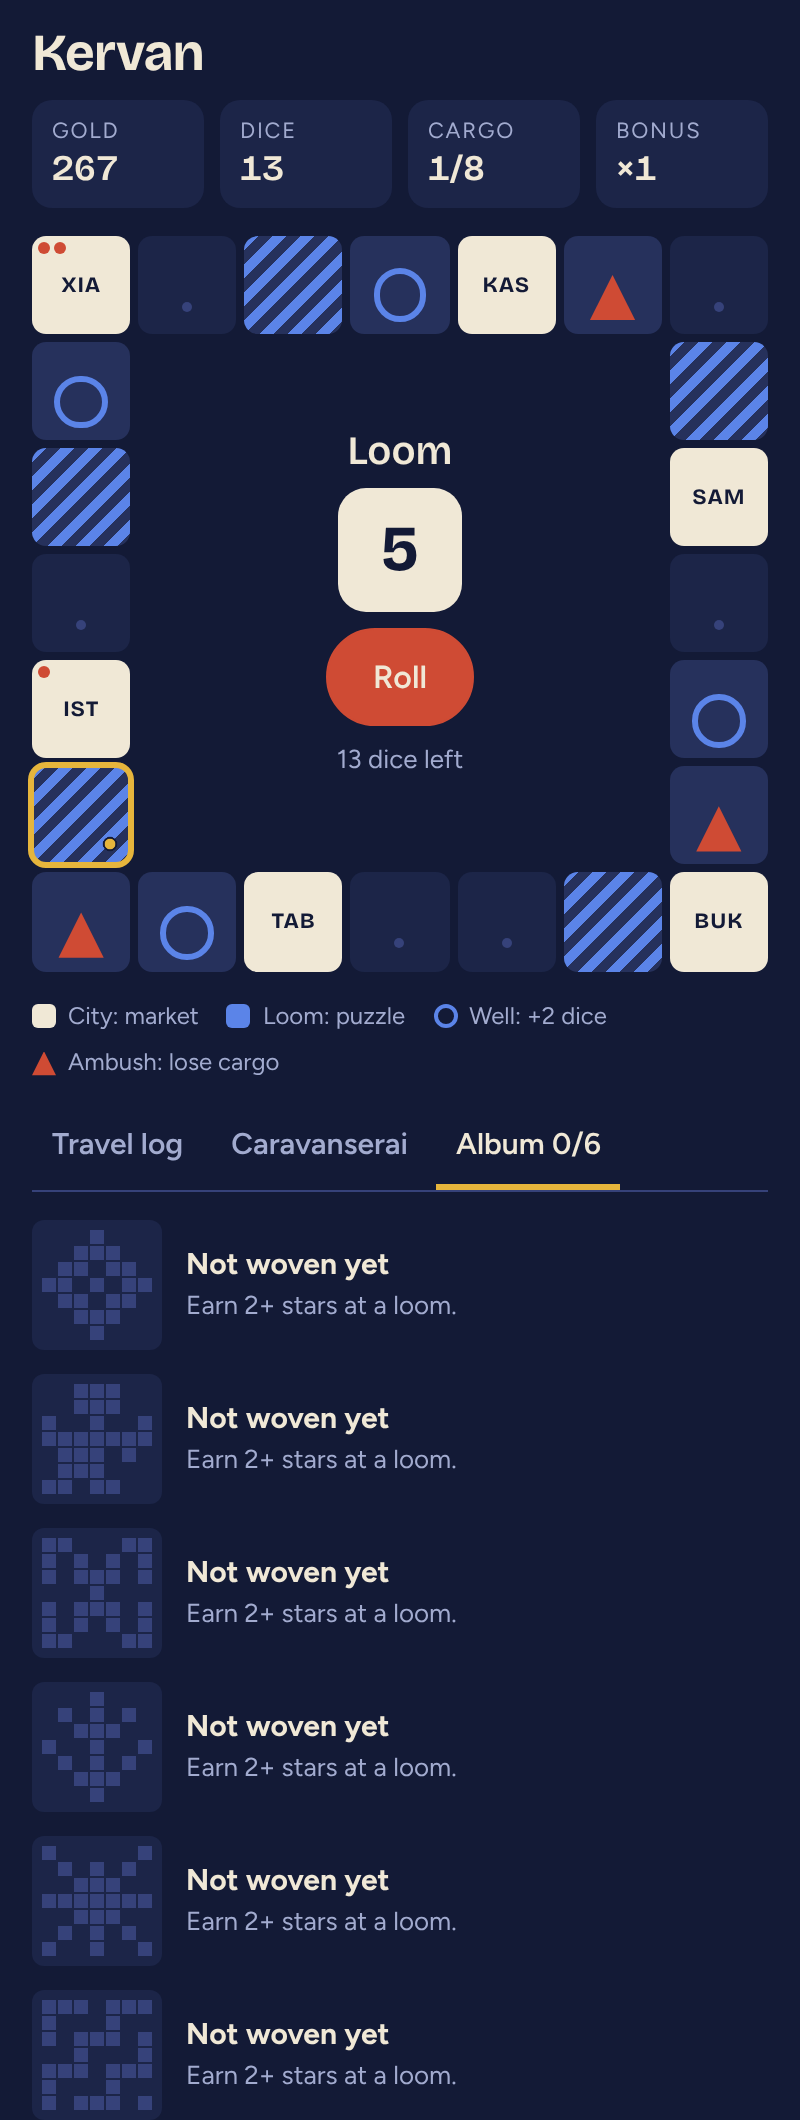 Kervan
GOLD DICE CARGO BONUS
267 13 1/8 ×1
XIA KAS
SAM
Loom
5
Roll
IST
13 dice left
TAB BUK
City: market Loom: puzzle Well: +2 dice
Ambush: lose cargo
Travel log Caravanserai Album 0/6
Not woven yet
Earn 2+ stars at a loom.
Not woven yet
Earn 2+ stars at a loom.
Not woven yet
Earn 2+ stars at a loom.
Not woven yet
Earn 2+ stars at a loom.
Not woven yet
Earn 2+ stars at a loom.
Not woven yet
Earn 2+ stars at a loom.